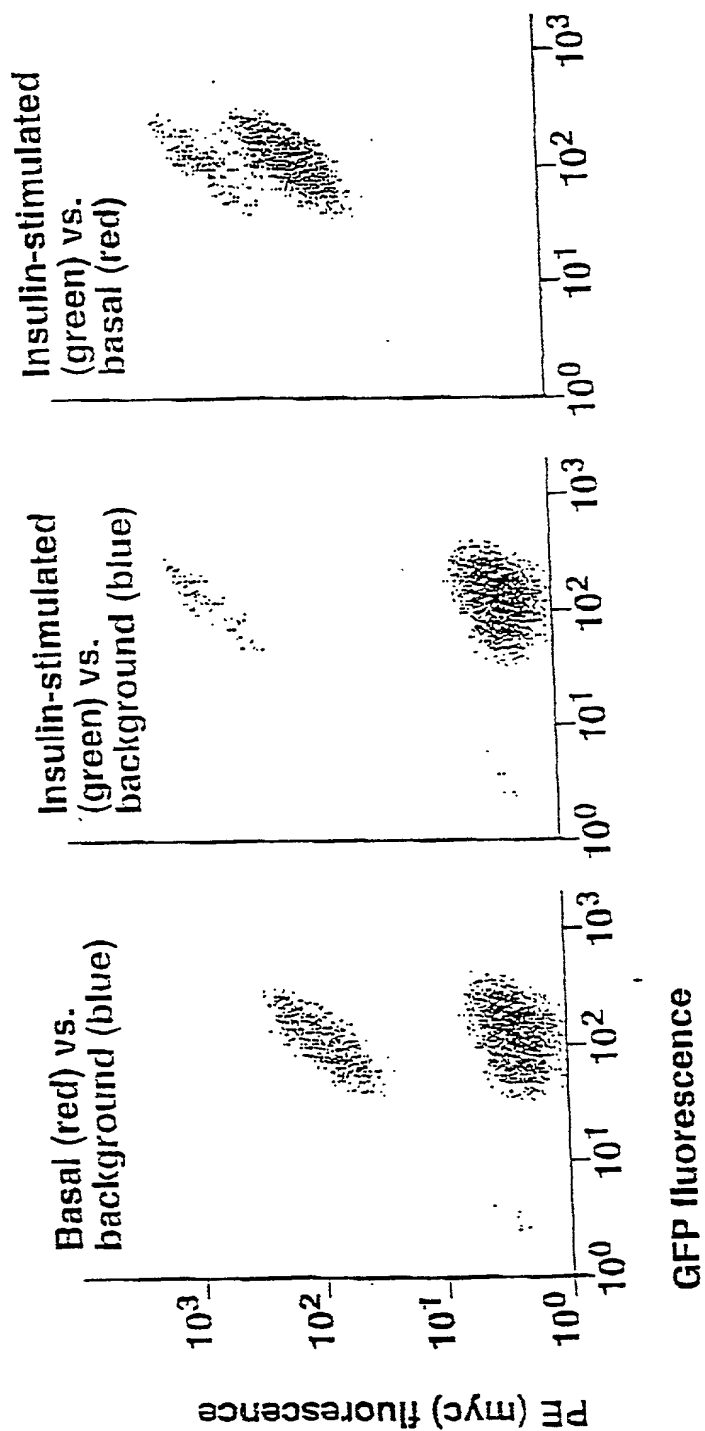 Basal (red) vs.
background (blue)
Insulin-stimulated
(green) vs.
background (blue)
Insulin-stimulated
(green) vs.
basal (red)
PE (myc) fluorescence
10³
10²
10¹
10⁰
10⁰ 10¹ 10² 10³
10⁰ 10¹ 10² 10³
10⁰ 10¹ 10² 10³
GFP fluorescence